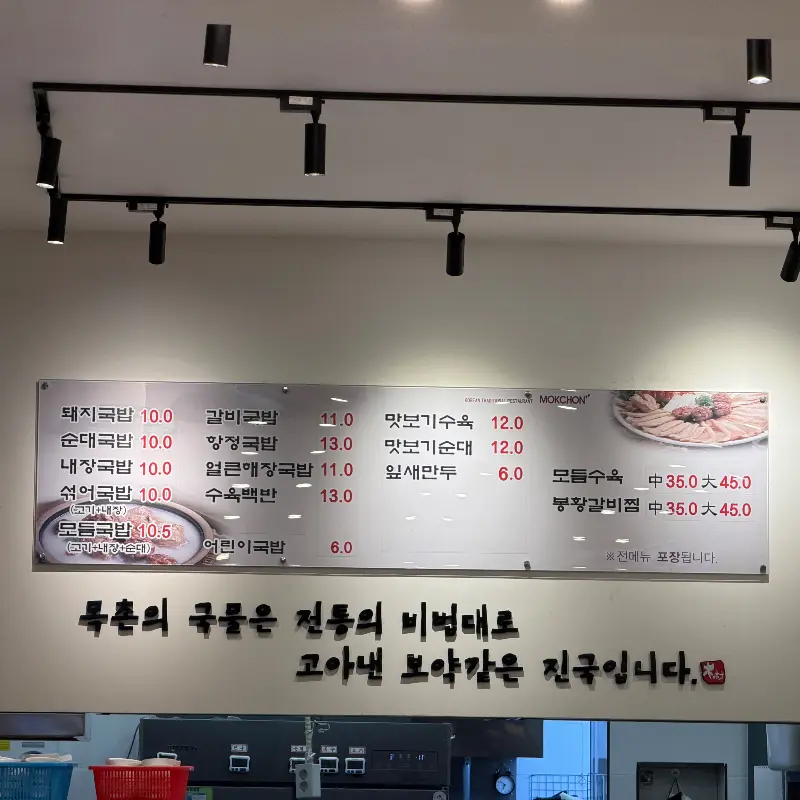 KOREAN TRADITIONAL RESTAURANT MOKCHON
돼지국밥 10.0
순대국밥 10.0
내장국밥 10.0
섞어국밥 10.0
(고기+내장)
모듬국밥 10.5
(고기+내장+순대)
갈비국밥 11.0
항정국밥 13.0
얼큰해장국밥 11.0
수육백반 13.0
어린이국밥 6.0
맛보기수육 12.0
맛보기순대 12.0
잎새만두 6.0
모듬수육 中 35.0 大 45.0
봉황갈비찜 中 35.0 大 45.0
※전메뉴 포장됩니다.
목촌의 국물은 전통의 비법대로
고아낸 보약같은 진국입니다.